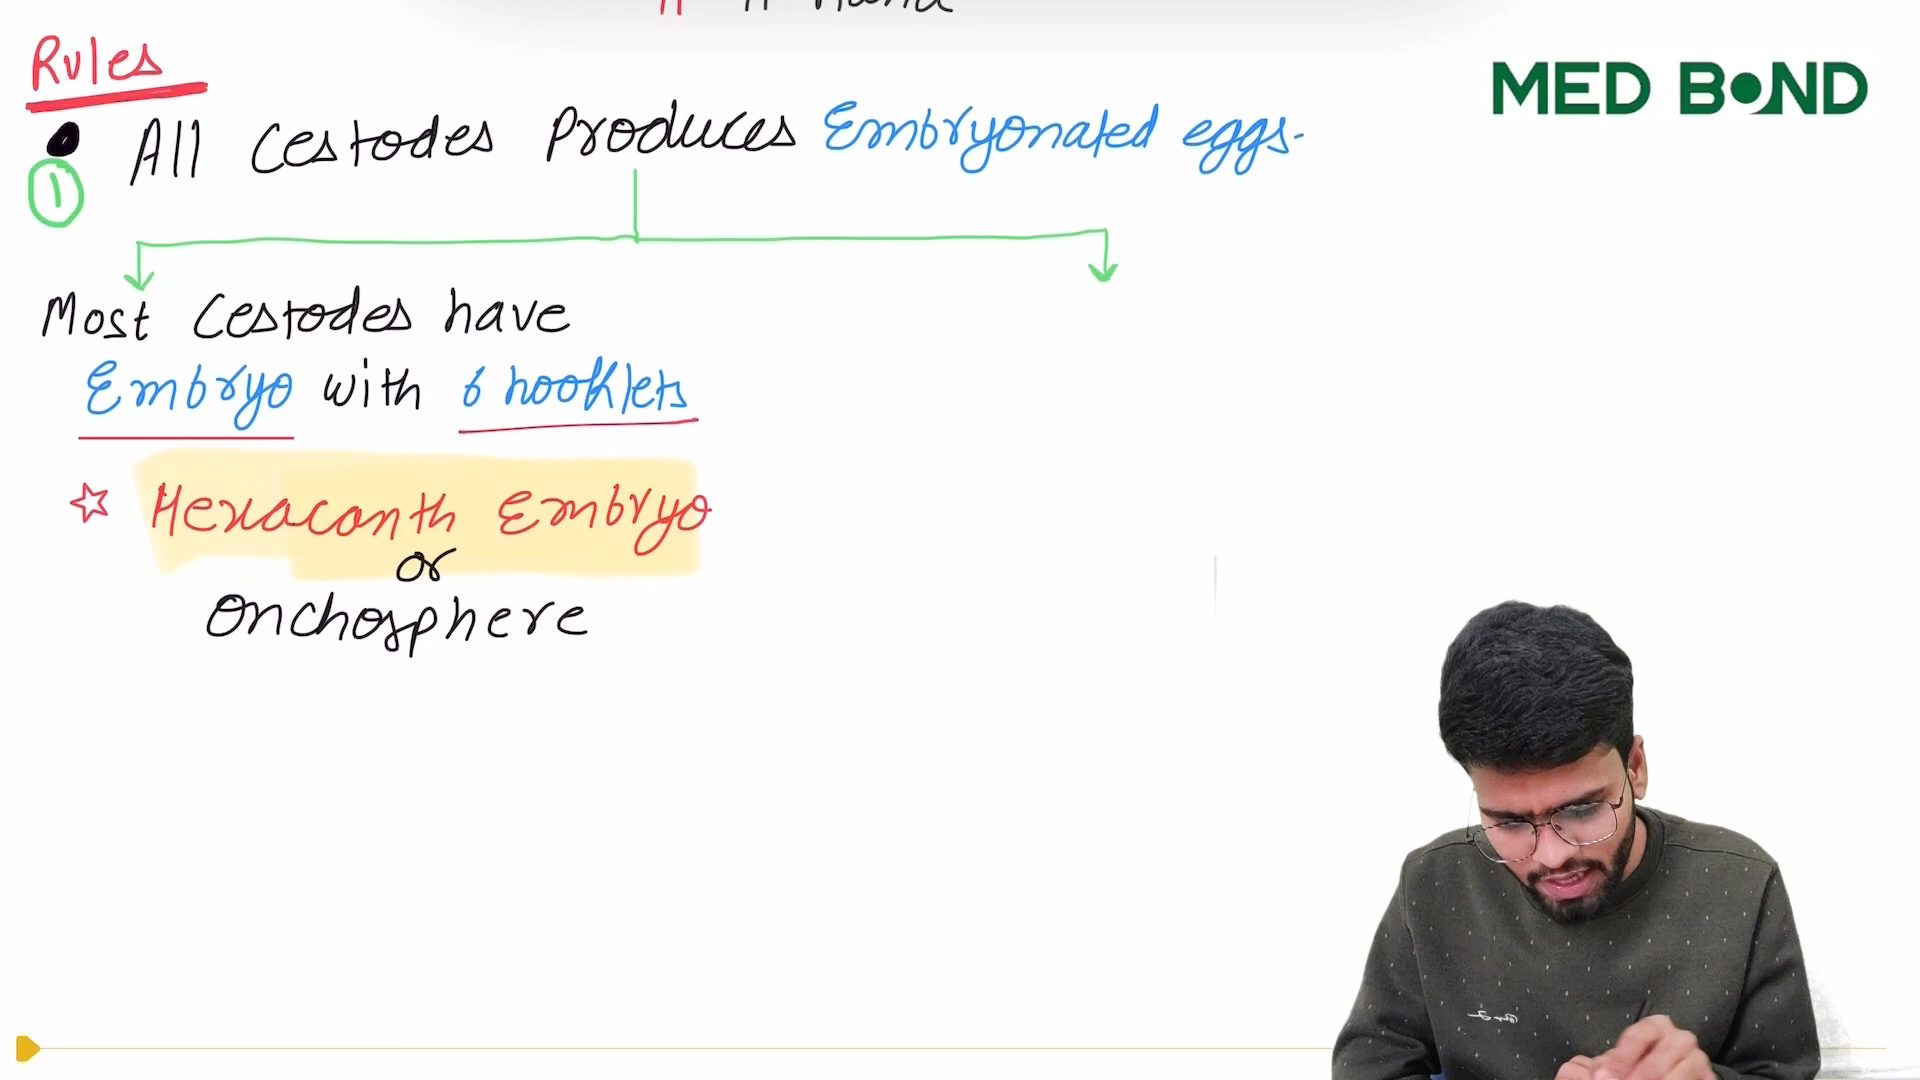 Rules
MED BOND
All Cestodes Produces Embryonated eggs.
1
Most Cestodes have
Embryo with 6 hooklets
Hexacanth Embryo
or
Onchosphere